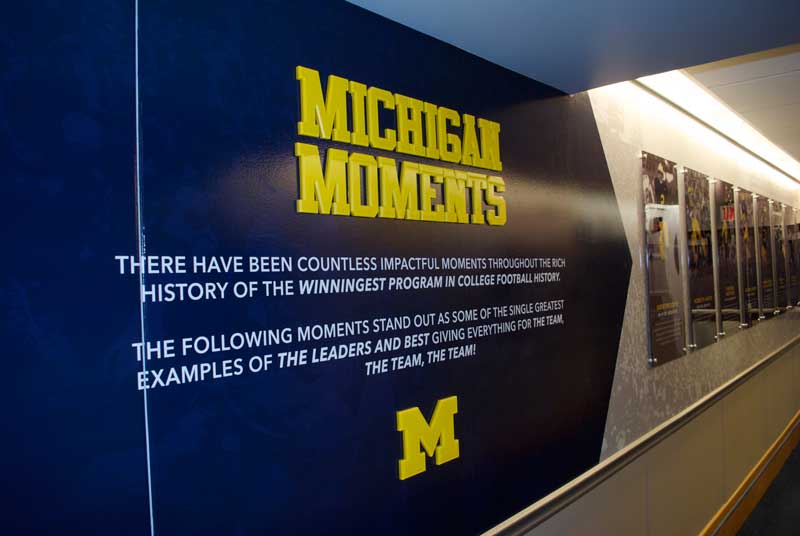 MICHIGAN
MOMENTS
THERE HAVE BEEN COUNTLESS IMPACTFUL MOMENTS THROUGHOUT THE RICH
HISTORY OF THE WINNINGEST PROGRAM IN COLLEGE FOOTBALL HISTORY.
THE FOLLOWING MOMENTS STAND OUT AS SOME OF THE SINGLE GREATEST
EXAMPLES OF THE LEADERS AND BEST GIVING EVERYTHING FOR THE TEAM,
THE TEAM, THE TEAM!
M